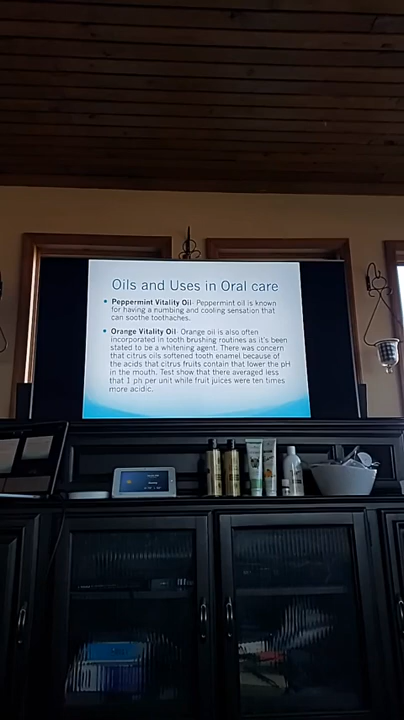 Oils and Uses in Oral care
• Peppermint Vitality Oil- Peppermint oil is known
for having a numbing and cooling sensation that
can soothe toothaches.
• Orange Vitality Oil- Orange oil is also often
incorporated in tooth brushing routines as it's been
stated to be a whitening agent. There was concern
that citrus oils softened tooth enamel because of
the acids that citrus fruits contain that lower the pH
in the mouth. Test show that there averaged less
that 1 ph per unit while fruit juices were ten times
more acidic.